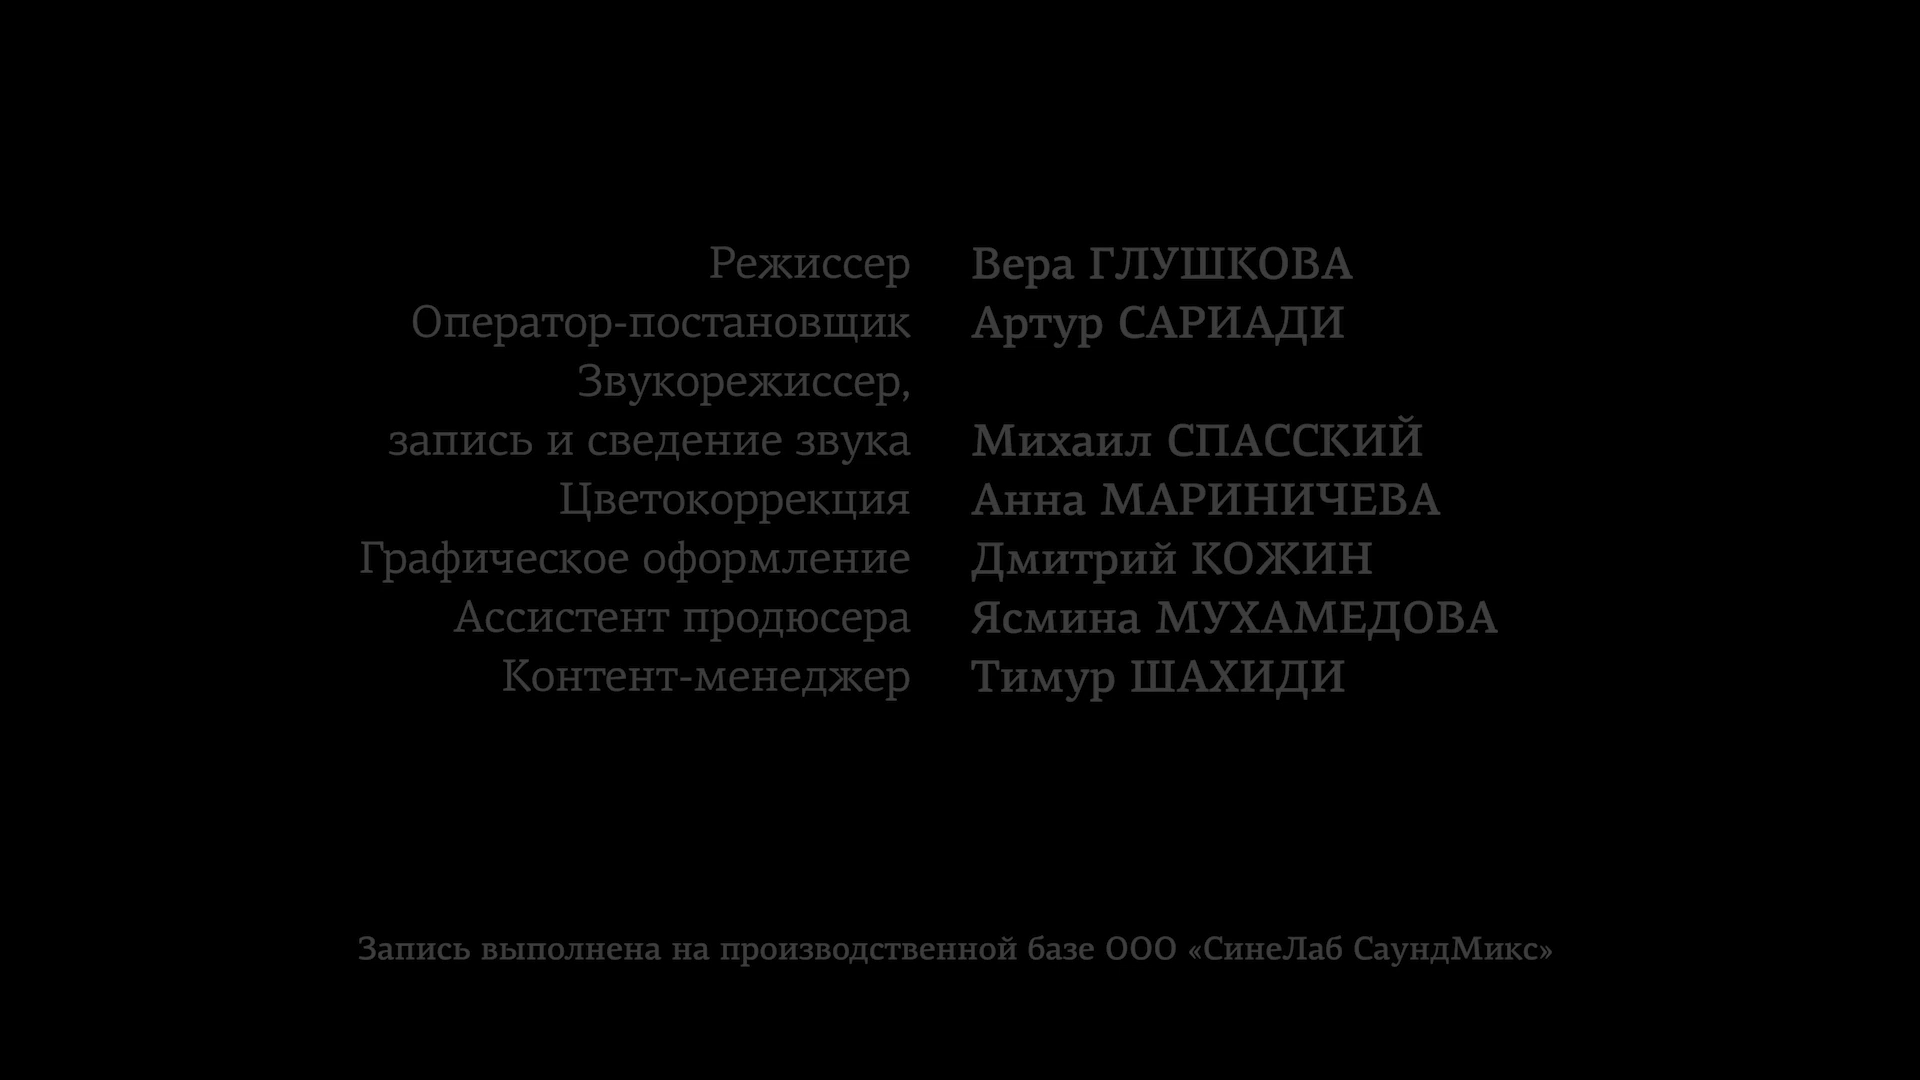 Режиссер Вера ГЛУШКОВА
Оператор-постановщик Артур САРИАДИ
Звукорежиссер,
запись и сведение звука Михаил СПАССКИЙ
Цветокоррекция Анна МАРИНИЧЕВА
Графическое оформление Дмитрий КОЖИН
Ассистент продюсера Ясмина МУХАМЕДОВА
Контент-менеджер Тимур ШАХИДИ
Запись выполнена на производственной базе ООО «СинеЛаб СаундМикс»